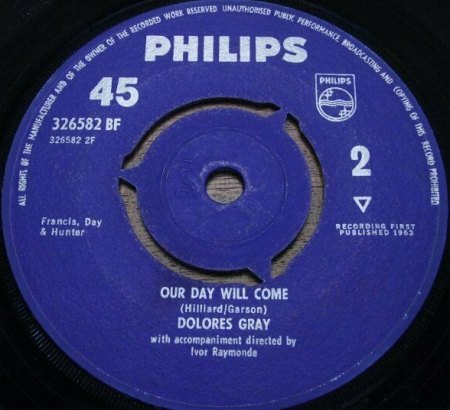 ALL RIGHTS OF THE MANUFACTURER AND OF THE OWNER OF THE RECORDED WORK RESERVED UNAUTHORISED PUBLIC PERFORMANCE, BROADCASTING AND COPYING OF THIS RECORD PROHIBITED
PHILIPS
45
PHILIPS
326582 BF
326582 2F
2
Francis, Day
& Hunter
RECORDING FIRST
PUBLISHED 1963
OUR DAY WILL COME
(Hilliard/Garson)
DOLORES GRAY
with accompaniment directed by
Ivor Raymonde